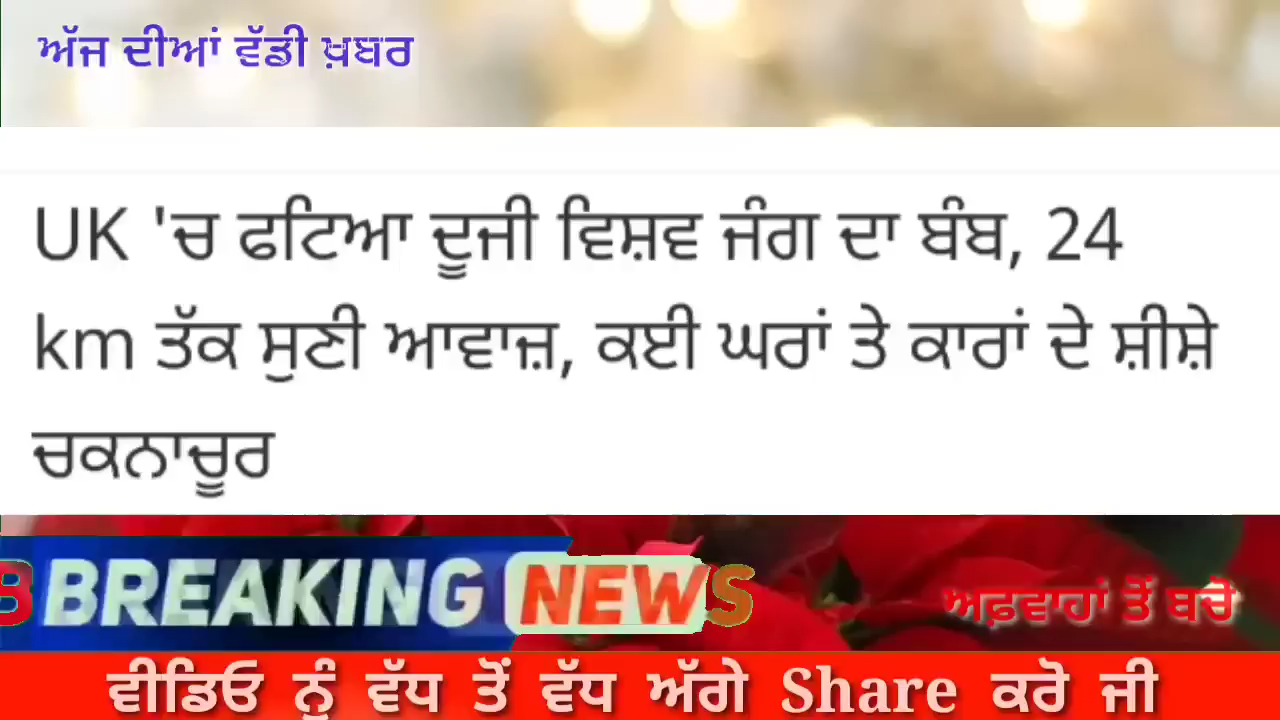 ਅੱਜ ਦੀਆਂ ਵੱਡੀ ਖ਼ਬਰ
UK 'ਚ ਫਟਿਆ ਦੂਜੀ ਵਿਸ਼ਵ ਜੰਗ ਦਾ ਬੰਬ, 24
km ਤੱਕ ਸੁਣੀ ਆਵਾਜ਼, ਕਈ ਘਰਾਂ ਤੇ ਕਾਰਾਂ ਦੇ ਸ਼ੀਸ਼ੇ
ਚਕਨਾਚੂਰ
B BREAKING NEWS
ਅਫ਼ਵਾਹਾਂ ਤੋਂ ਬਚੋ
ਵੀਡਿਓ ਨੂੰ ਵੱਧ ਤੋਂ ਵੱਧ ਅੱਗੇ Share ਕਰੋ ਜੀ